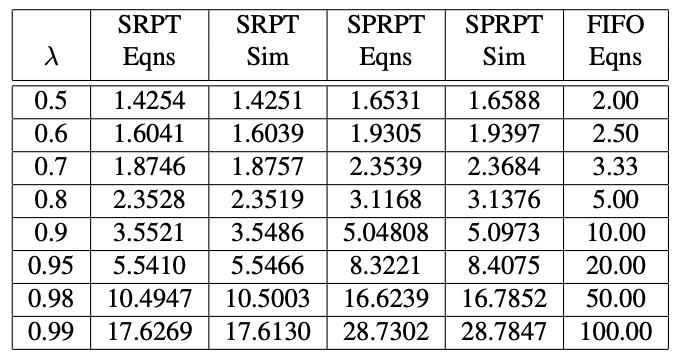 SRPT SRPT SPRPT SPRPT FIFO
λ Eqns Sim Eqns Sim Eqns
0.5 1.4254 1.4251 1.6531 1.6588 2.00
0.6 1.6041 1.6039 1.9305 1.9397 2.50
0.7 1.8746 1.8757 2.3539 2.3684 3.33
0.8 2.3528 2.3519 3.1168 3.1376 5.00
0.9 3.5521 3.5486 5.04808 5.0973 10.00
0.95 5.5410 5.5466 8.3221 8.4075 20.00
0.98 10.4947 10.5003 16.6239 16.7852 50.00
0.99 17.6269 17.6130 28.7302 28.7847 100.00